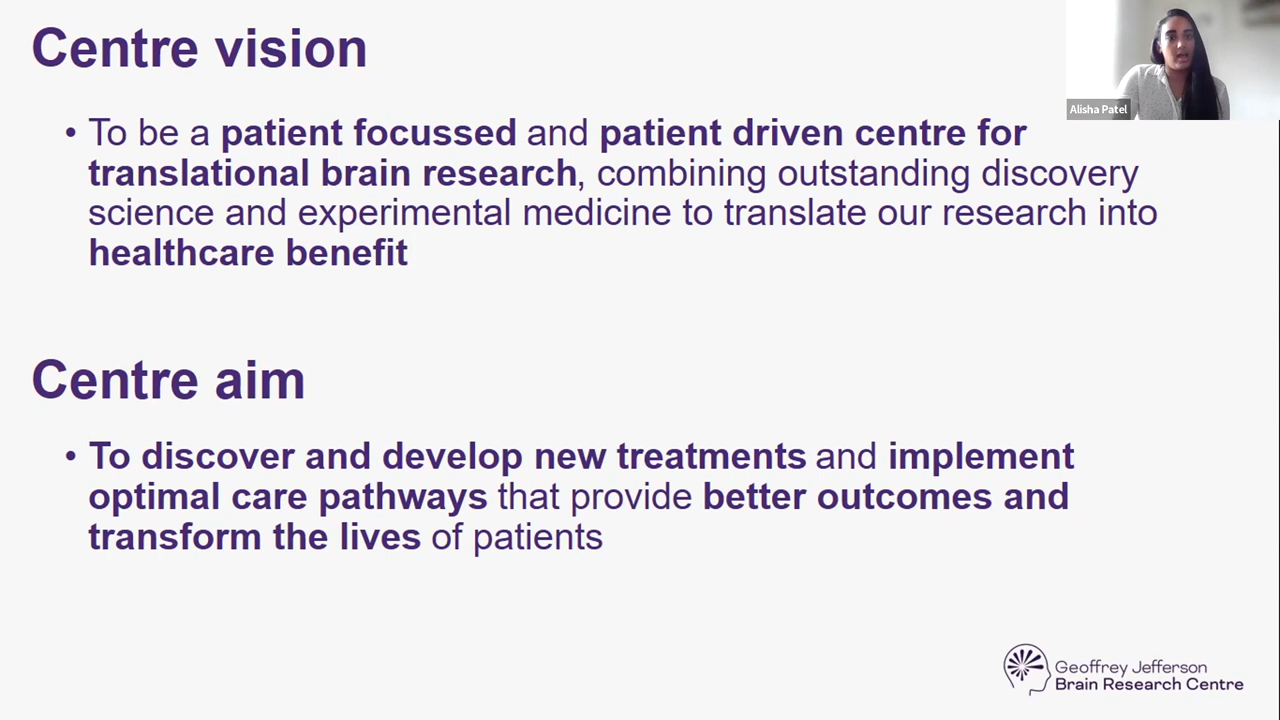 Centre vision
Alisha Patel
• To be a patient focussed and patient driven centre for
translational brain research, combining outstanding discovery
science and experimental medicine to translate our research into
healthcare benefit
Centre aim
• To discover and develop new treatments and implement
optimal care pathways that provide better outcomes and
transform the lives of patients
Geoffrey Jefferson
Brain Research Centre